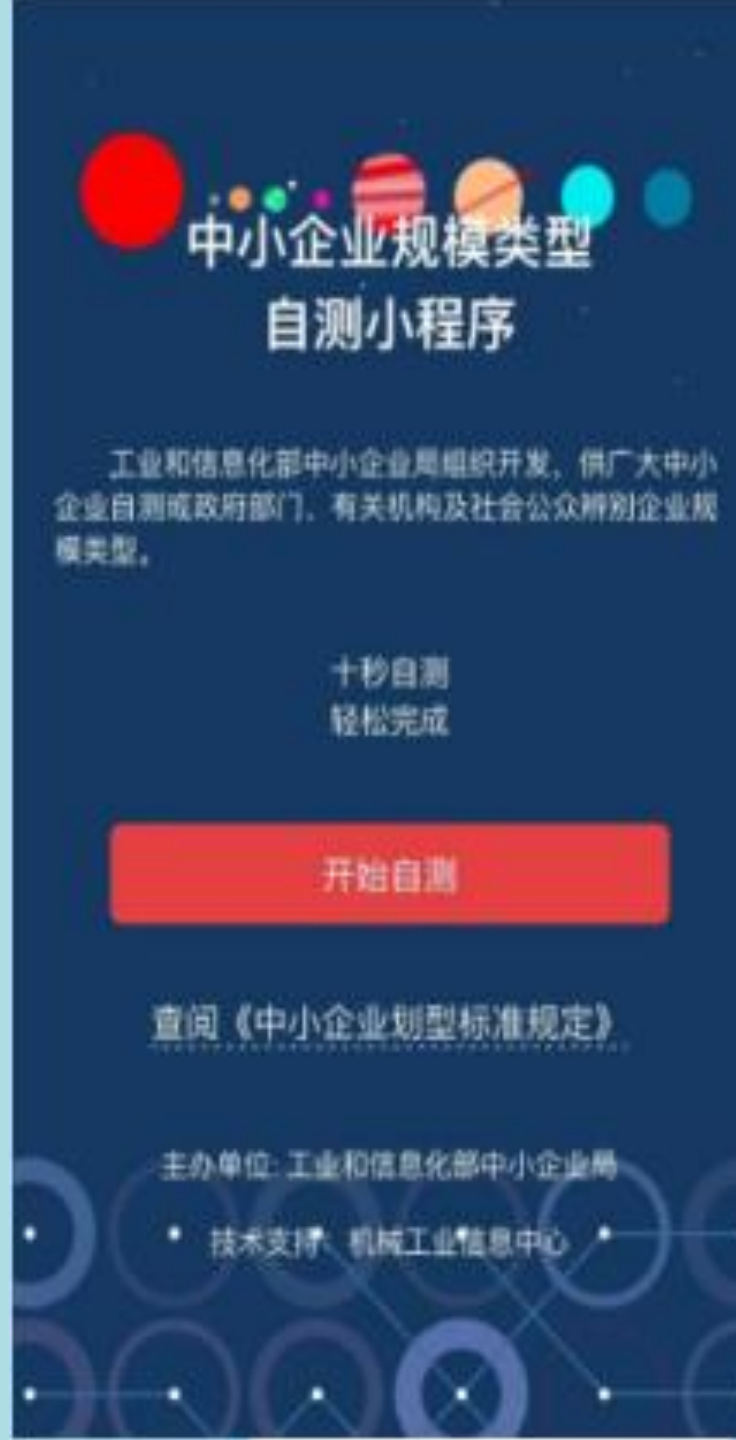 中小企业规模类型
自测小程序
工业和信息化部中小企业局组织开发，供广大中小
企业自测或政府部门、有关机构及社会公众辨别企业规
模类型。
十秒自测
轻松完成
开始自测
查阅《中小企业划型标准规定》
主办单位: 工业和信息化部中小企业局
技术支持: 机械工业信息中心